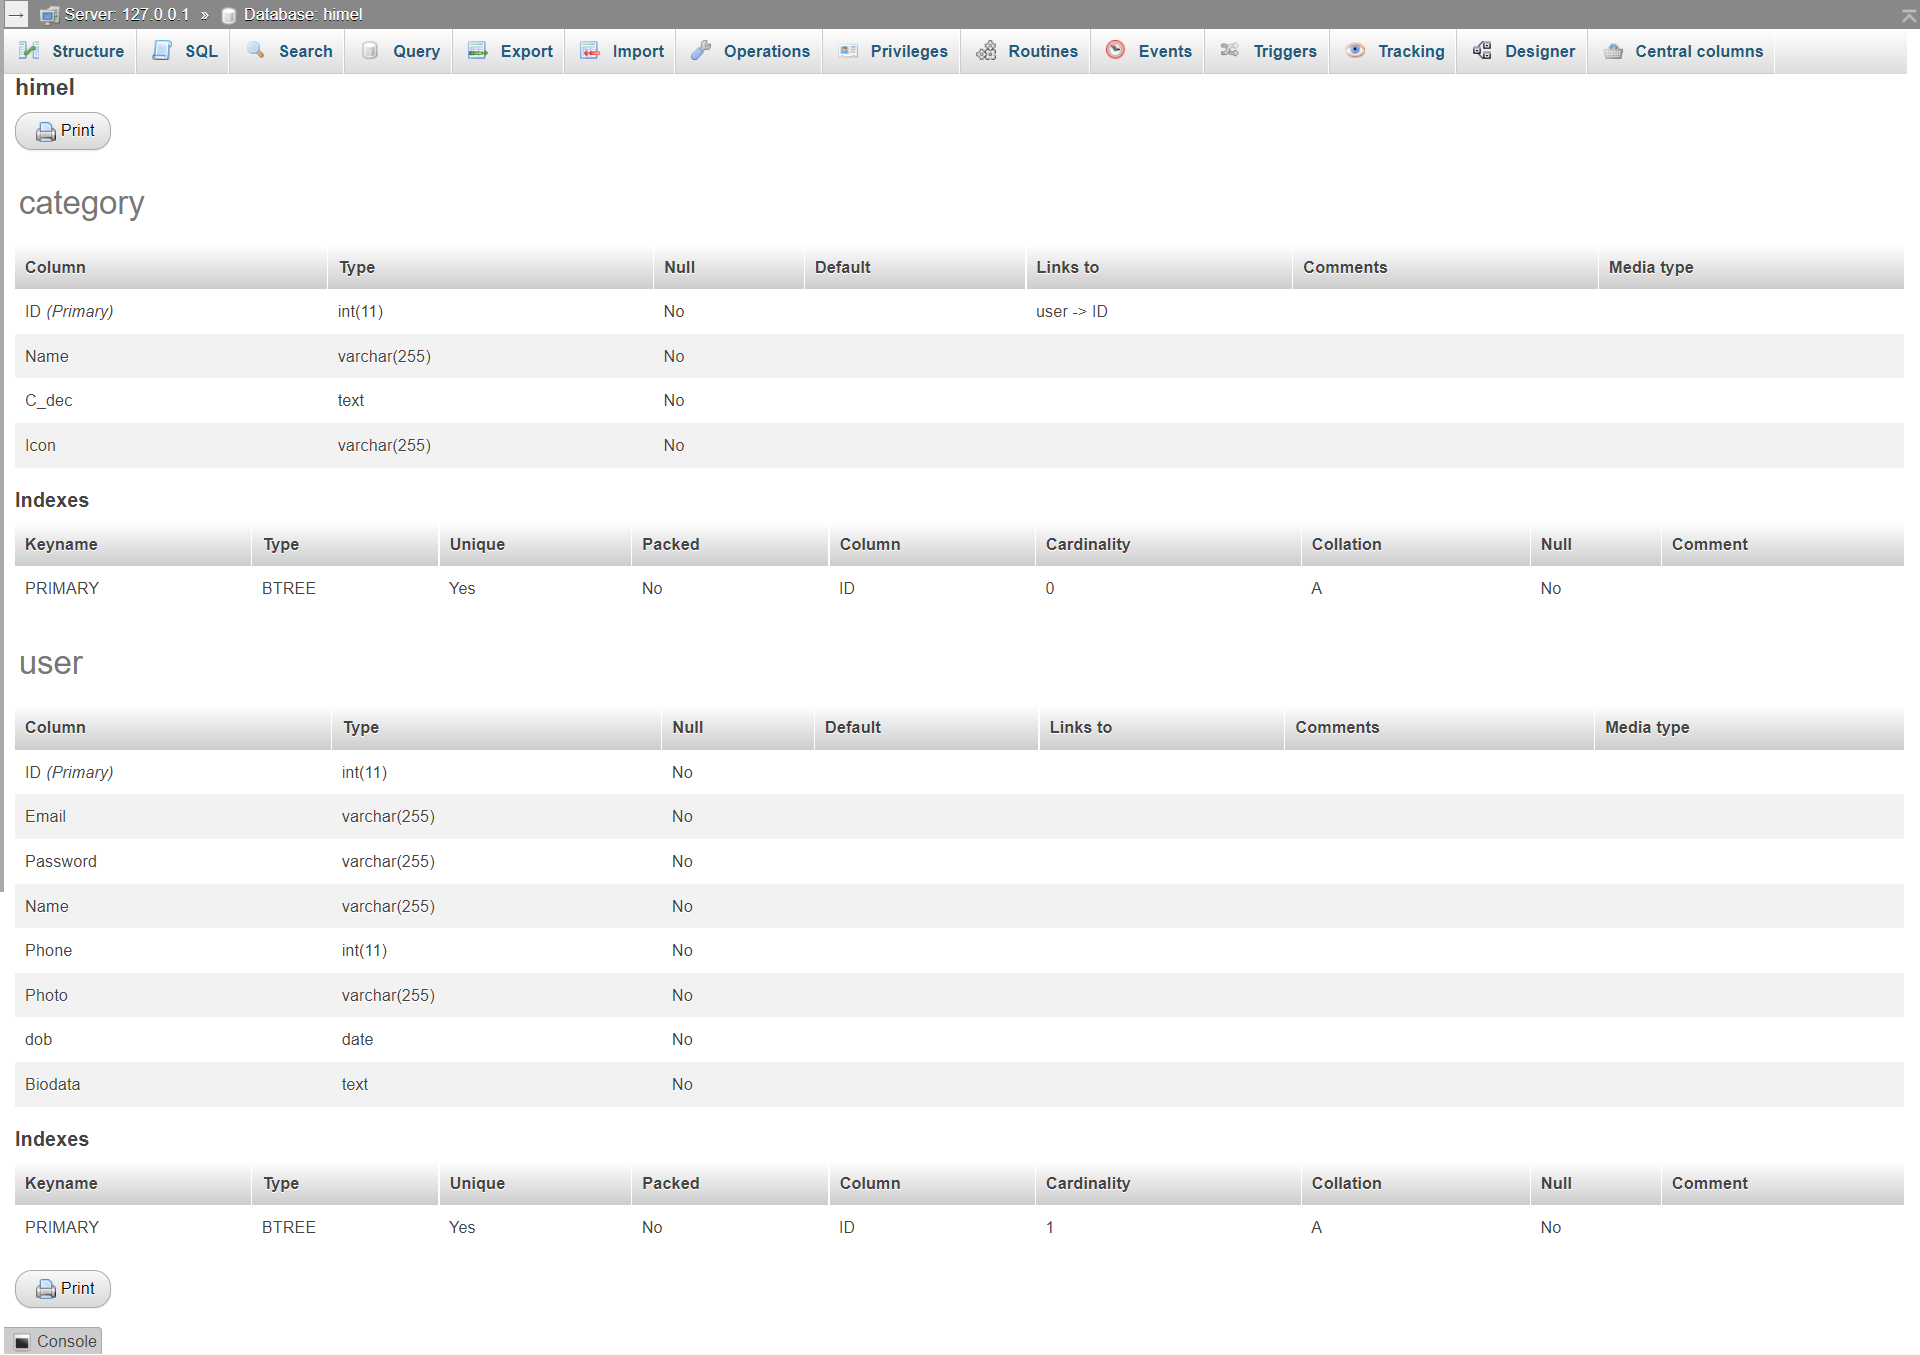 → Server: 127.0.0.1 » Database: himel
Structure SQL Search Query Export Import Operations Privileges Routines Events Triggers Tracking Designer Central columns
himel
Print
category
Column Type Null Default Links to Comments Media type
ID (Primary) int(11) No user -> ID
Name varchar(255) No
C_dec text No
Icon varchar(255) No
Indexes
Keyname Type Unique Packed Column Cardinality Collation Null Comment
PRIMARY BTREE Yes No ID 0 A No
user
Column Type Null Default Links to Comments Media type
ID (Primary) int(11) No
Email varchar(255) No
Password varchar(255) No
Name varchar(255) No
Phone int(11) No
Photo varchar(255) No
dob date No
Biodata text No
Indexes
Keyname Type Unique Packed Column Cardinality Collation Null Comment
PRIMARY BTREE Yes No ID 1 A No
Print
Console